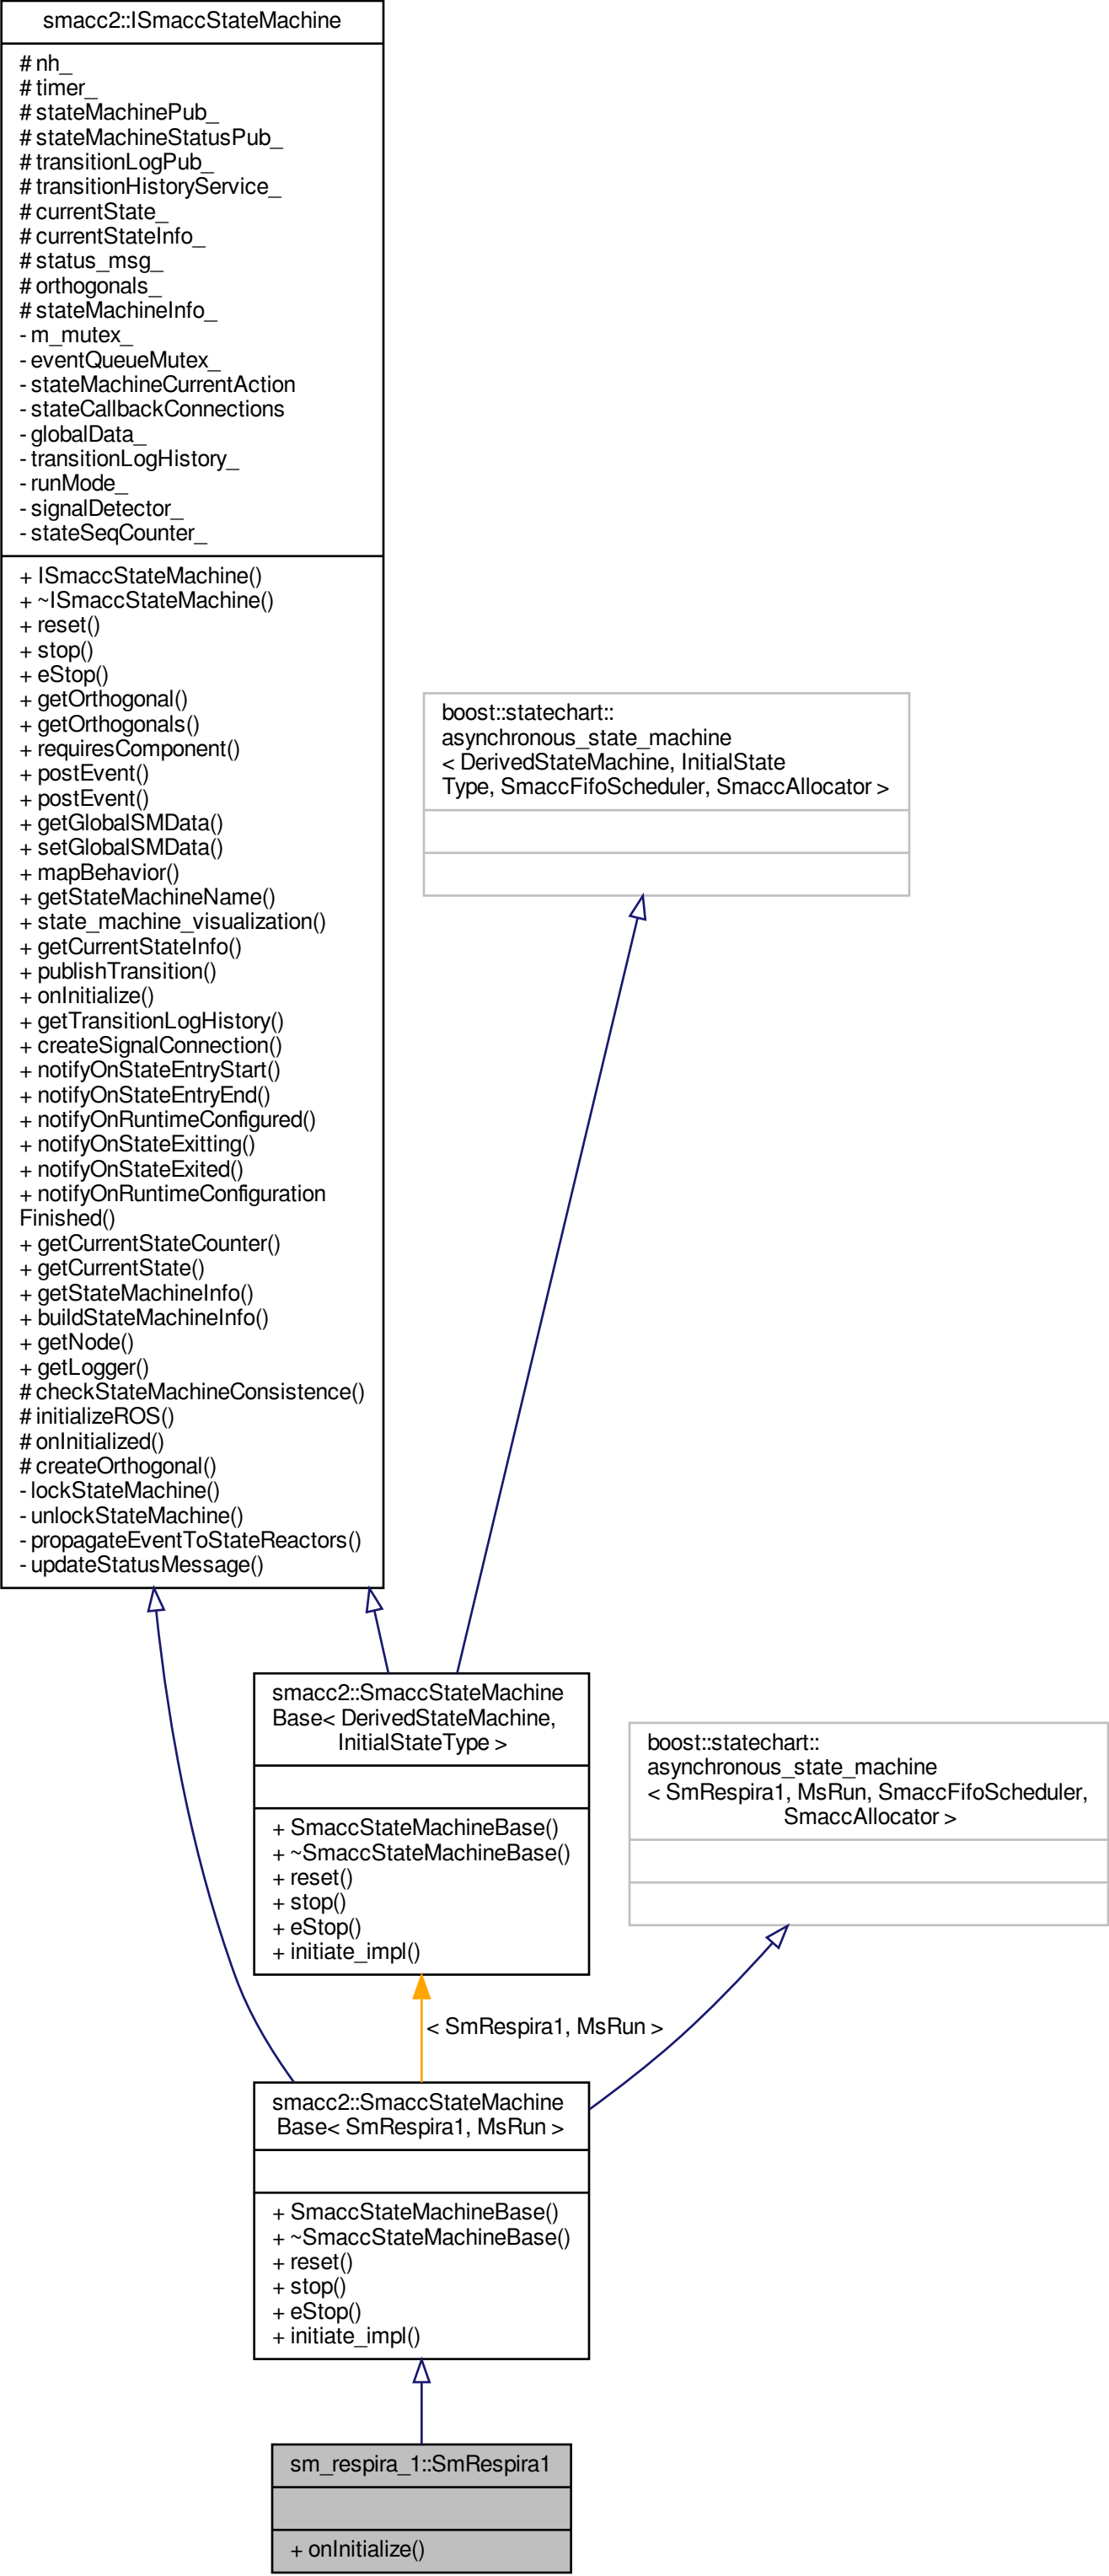 smacc2::ISmaccStateMachine
# nh_
# timer_
# stateMachinePub_
# stateMachineStatusPub_
# transitionLogPub_
# transitionHistoryService_
# currentState_
# currentStateInfo_
# status_msg_
# orthogonals_
# stateMachineInfo_
- m_mutex_
- eventQueueMutex_
- stateMachineCurrentAction
- stateCallbackConnections
- globalData_
- transitionLogHistory_
- runMode_
- signalDetector_
- stateSeqCounter_
+ ISmaccStateMachine()
+ ~ISmaccStateMachine()
+ reset()
+ stop()
+ eStop()
+ getOrthogonal()
+ getOrthogonals()
+ requiresComponent()
+ postEvent()
+ postEvent()
+ getGlobalSMData()
+ setGlobalSMData()
+ mapBehavior()
+ getStateMachineName()
+ state_machine_visualization()
+ getCurrentStateInfo()
+ publishTransition()
+ onInitialize()
+ getTransitionLogHistory()
+ createSignalConnection()
+ notifyOnStateEntryStart()
+ notifyOnStateEntryEnd()
+ notifyOnRuntimeConfigured()
+ notifyOnStateExitting()
+ notifyOnStateExited()
+ notifyOnRuntimeConfiguration
Finished()
+ getCurrentStateCounter()
+ getCurrentState()
+ getStateMachineInfo()
+ buildStateMachineInfo()
+ getNode()
+ getLogger()
# checkStateMachineConsistence()
# initializeROS()
# onInitialized()
# createOrthogonal()
- lockStateMachine()
- unlockStateMachine()
- propagateEventToStateReactors()
- updateStatusMessage()
boost::statechart::
asynchronous_state_machine
< DerivedStateMachine, InitialState
Type, SmaccFifoScheduler, SmaccAllocator >
smacc2::SmaccStateMachine
Base< DerivedStateMachine,
InitialStateType >
+ SmaccStateMachineBase()
+ ~SmaccStateMachineBase()
+ reset()
+ stop()
+ eStop()
+ initiate_impl()
boost::statechart::
asynchronous_state_machine
< SmRespira1, MsRun, SmaccFifoScheduler,
SmaccAllocator >
< SmRespira1, MsRun >
smacc2::SmaccStateMachine
Base< SmRespira1, MsRun >
+ SmaccStateMachineBase()
+ ~SmaccStateMachineBase()
+ reset()
+ stop()
+ eStop()
+ initiate_impl()
sm_respira_1::SmRespira1
+ onInitialize()